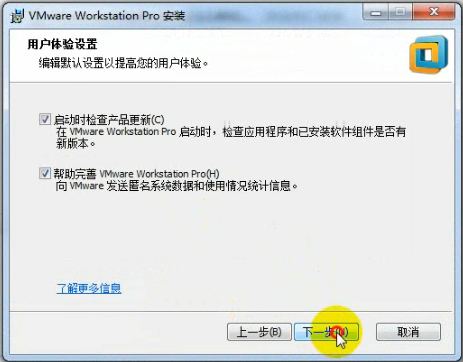 VMware Workstation Pro 安装
用户体验设置
编辑默认设置以提高您的用户体验。
启动时检查产品更新(C)
在 VMware Workstation Pro 启动时，检查应用程序和已安装软件组件是否有
新版本。
帮助完善 VMware Workstation Pro(H)
向 VMware 发送匿名系统数据和使用情况统计信息。
了解更多信息
上一步(B) 下一步(N) 取消